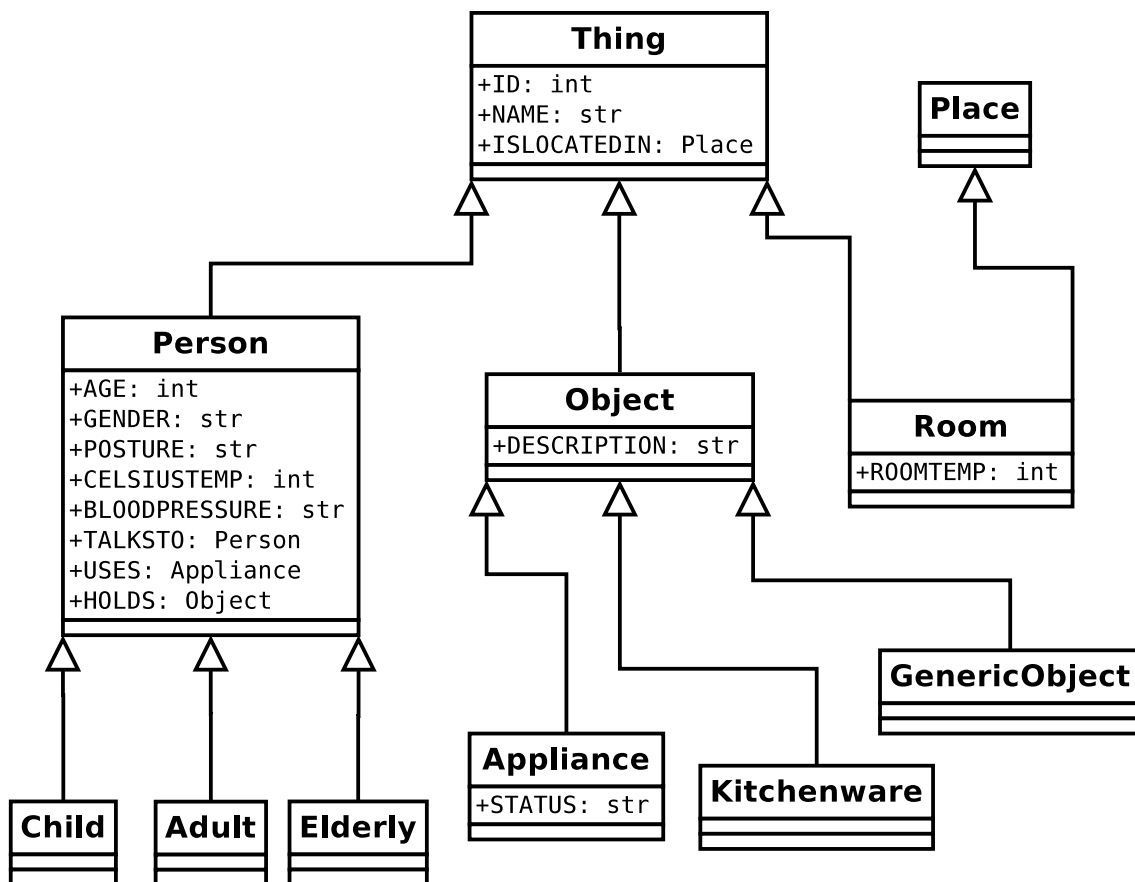 Thing
+ID: int
+NAME: str
+ISLOCATEDIN: Place
Place
Person
+AGE: int
+GENDER: str
+POSTURE: str
+CELSIUSTEMP: int
+BLOODPRESSURE: str
+TALKSTO: Person
+USES: Appliance
+HOLDS: Object
Object
+DESCRIPTION: str
Room
+ROOMTEMP: int
GenericObject
Appliance
+STATUS: str
Kitchenware
Child
Adult
Elderly